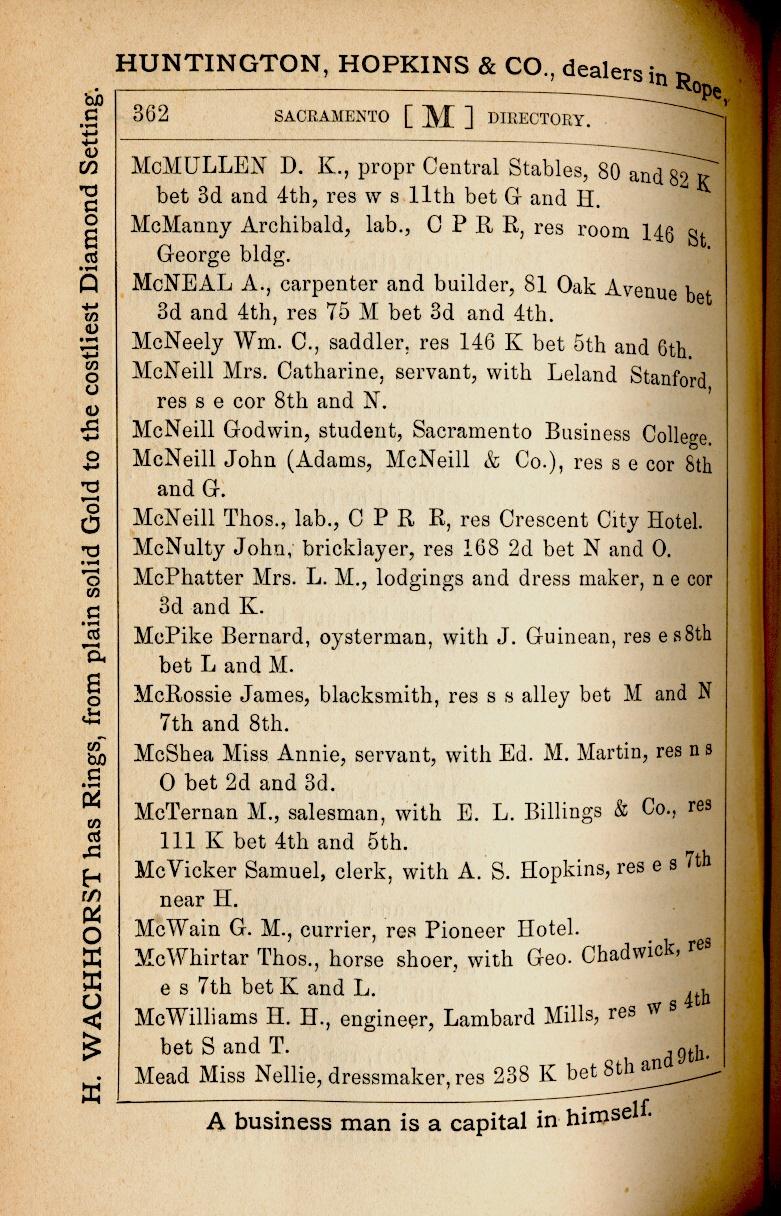 HUNTINGTON, HOPKINS & CO., dealers in Rope,
362 SACRAMENTO [ M ] DIRECTORY.
McMULLEN D. K., propr Central Stables, 80 and 82 K
bet 3d and 4th, res w s 11th bet G and H.
McManny Archibald, lab., C P R R, res room 146 St.
George bldg.
McNEAL A., carpenter and builder, 81 Oak Avenue bet
3d and 4th, res 75 M bet 3d and 4th.
McNeely Wm. C., saddler, res 146 K bet 5th and 6th.
McNeill Mrs. Catharine, servant, with Leland Stanford,
res s e cor 8th and N.
McNeill Godwin, student, Sacramento Business College.
McNeill John (Adams, McNeill & Co.), res s e cor 8th
and G.
McNeill Thos., lab., C P R R, res Crescent City Hotel.
McNulty John, bricklayer, res 168 2d bet N and O.
McPhatter Mrs. L. M., lodgings and dress maker, n e cor
3d and K.
McPike Bernard, oysterman, with J. Guinean, res e s 8th
bet L and M.
McRossie James, blacksmith, res s s alley bet M and N
7th and 8th.
McShea Miss Annie, servant, with Ed. M. Martin, res n s
O bet 2d and 3d.
McTernan M., salesman, with E. L. Billings & Co., res
111 K bet 4th and 5th.
McVicker Samuel, clerk, with A. S. Hopkins, res e s 7th
near H.
McWain G. M., currier, res Pioneer Hotel.
McWhirtar Thos., horse shoer, with Geo. Chadwick, res
e s 7th bet K and L.
McWilliams H. H., engineer, Lambard Mills, res w s 4th
bet S and T.
Mead Miss Nellie, dressmaker, res 238 K bet 8th and 9th.
A business man is a capital in himself.
H. WACHHORST has Rings, from plain solid Gold to the costliest Diamond Setting.